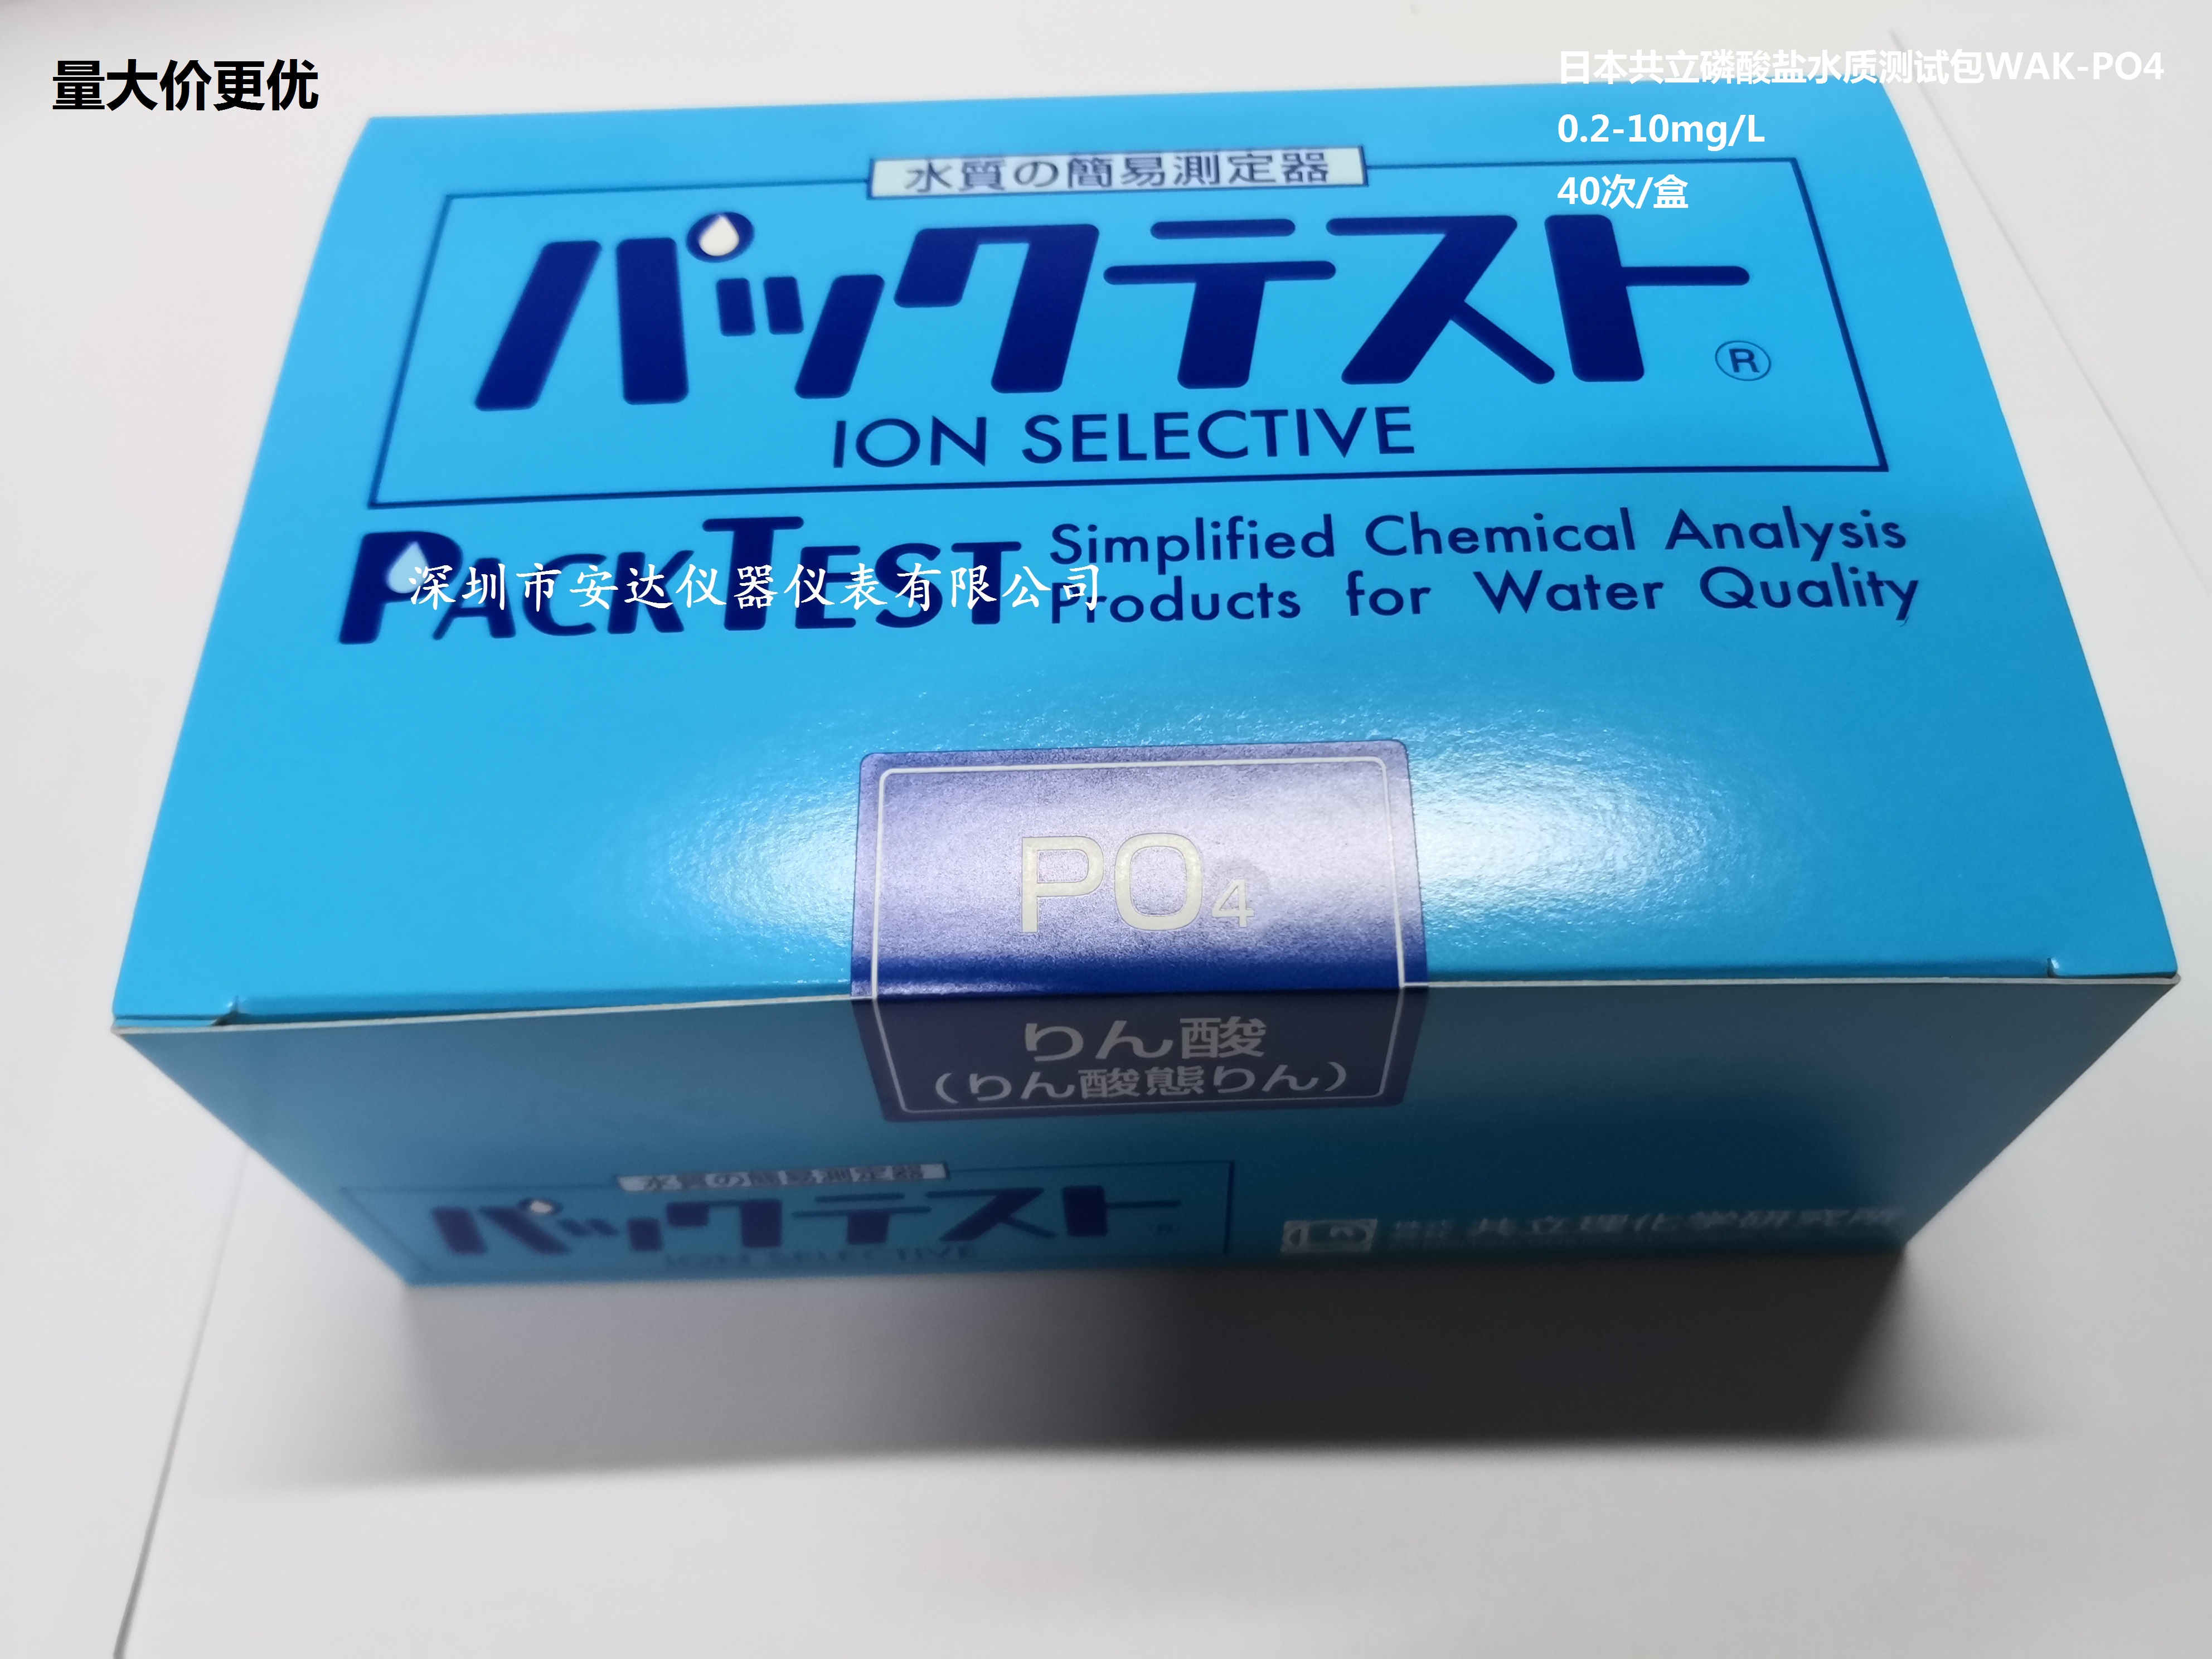 量大价更优
日本共立磷酸盐水质测试包WAK-PO4
0.2-10mg/L
40次/盒
水質の簡易測定器
パックテスト®
ION SELECTIVE
PACKTEST Simplified Chemical Analysis
Products for Water Quality
深圳市安达仪器仪表有限公司
PO4
りん酸
(りん酸態りん)
水質の簡易測定器
パックテスト®
ION SELECTIVE
株式会社 共立理化学研究所